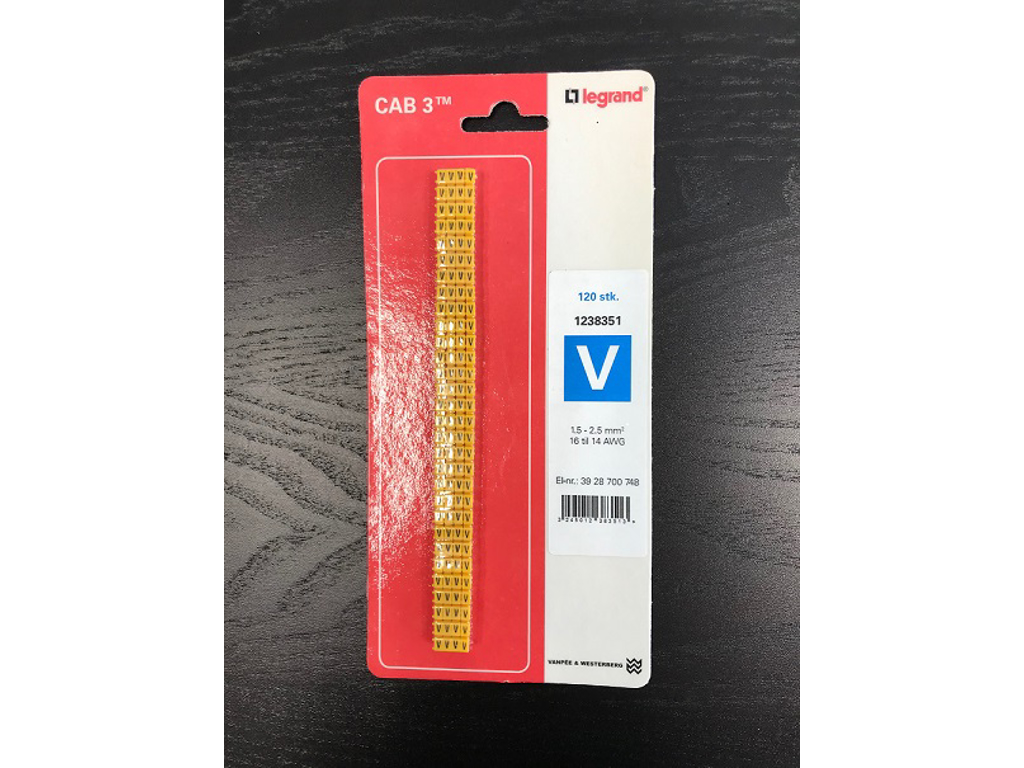 CAB 3™
legrand®
120 stk.
1238351
V
1.5 - 2.5 mm²
16 til 14 AWG
El-nr.: 39 28 700 748
VANPÉE & WESTERBERG